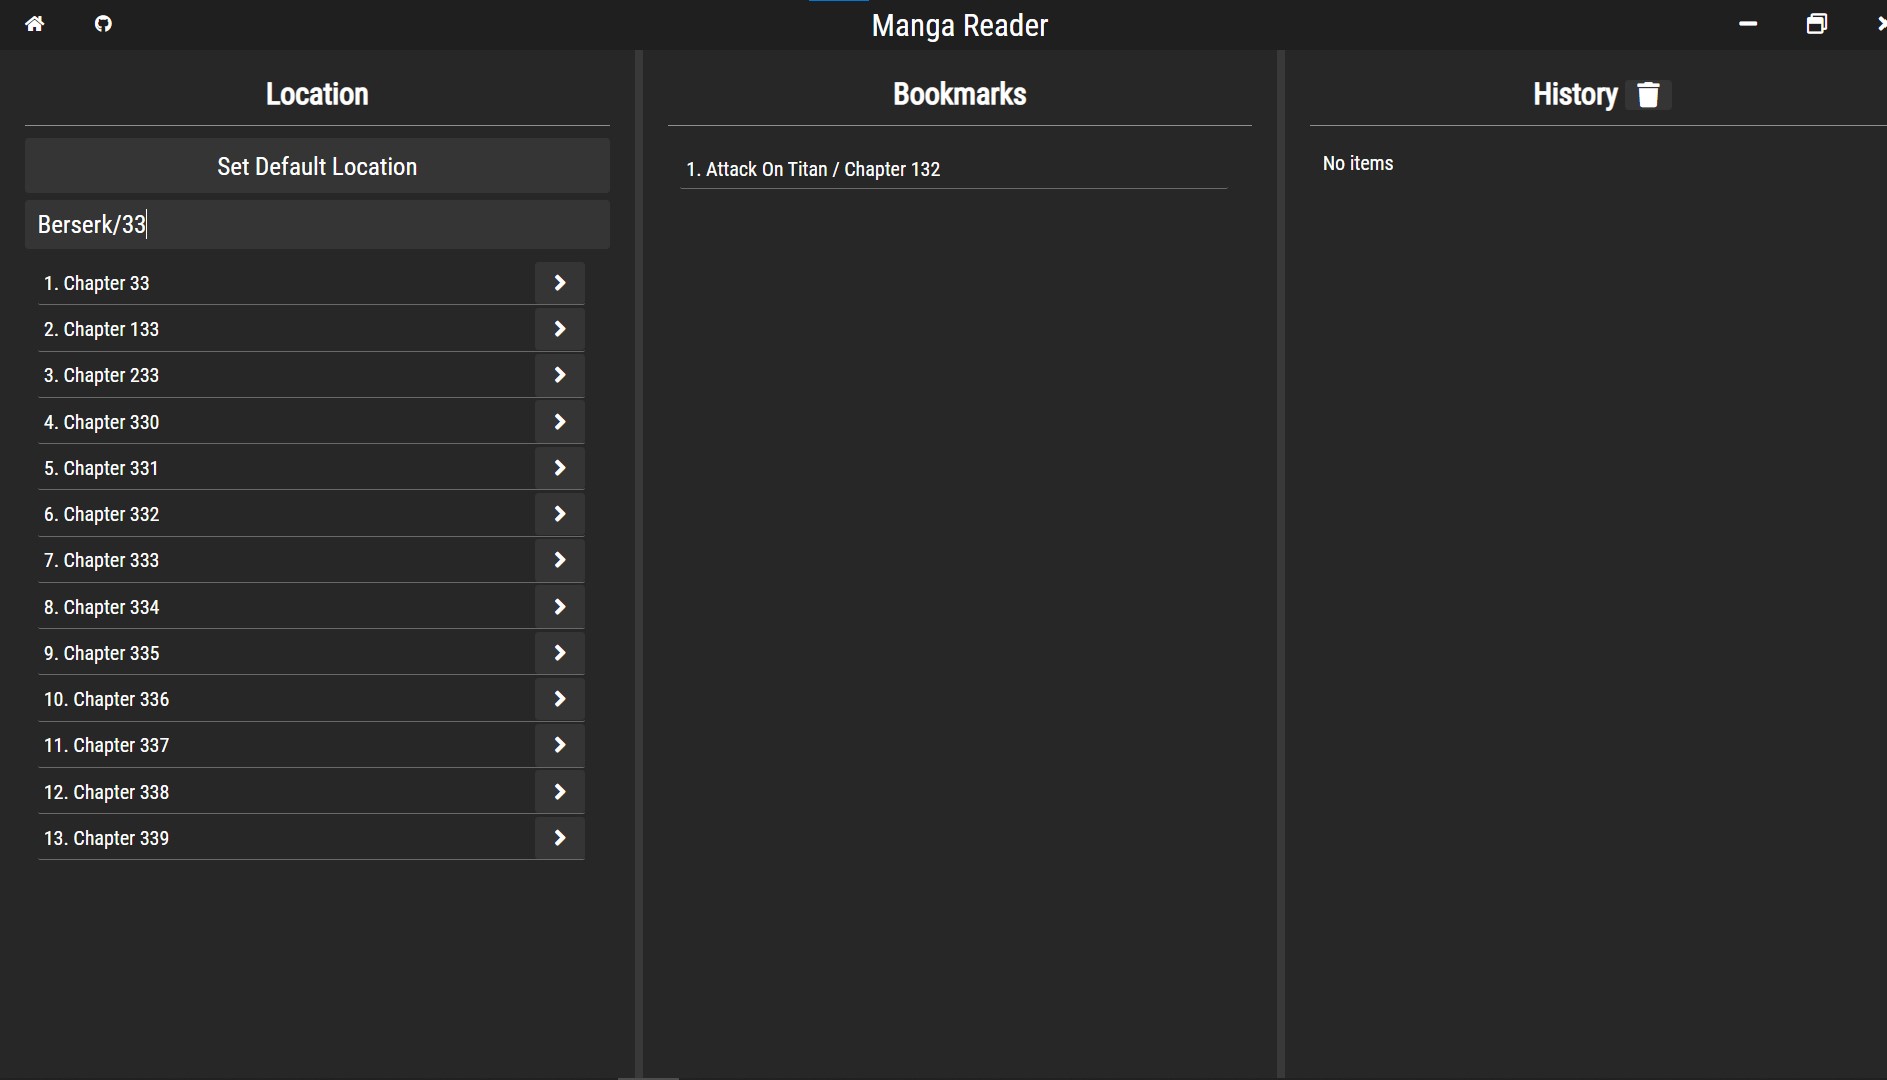 Manga Reader
Location
Set Default Location
Berserk/33
1. Chapter 33
2. Chapter 133
3. Chapter 233
4. Chapter 330
5. Chapter 331
6. Chapter 332
7. Chapter 333
8. Chapter 334
9. Chapter 335
10. Chapter 336
11. Chapter 337
12. Chapter 338
13. Chapter 339
Bookmarks
1. Attack On Titan / Chapter 132
History
No items